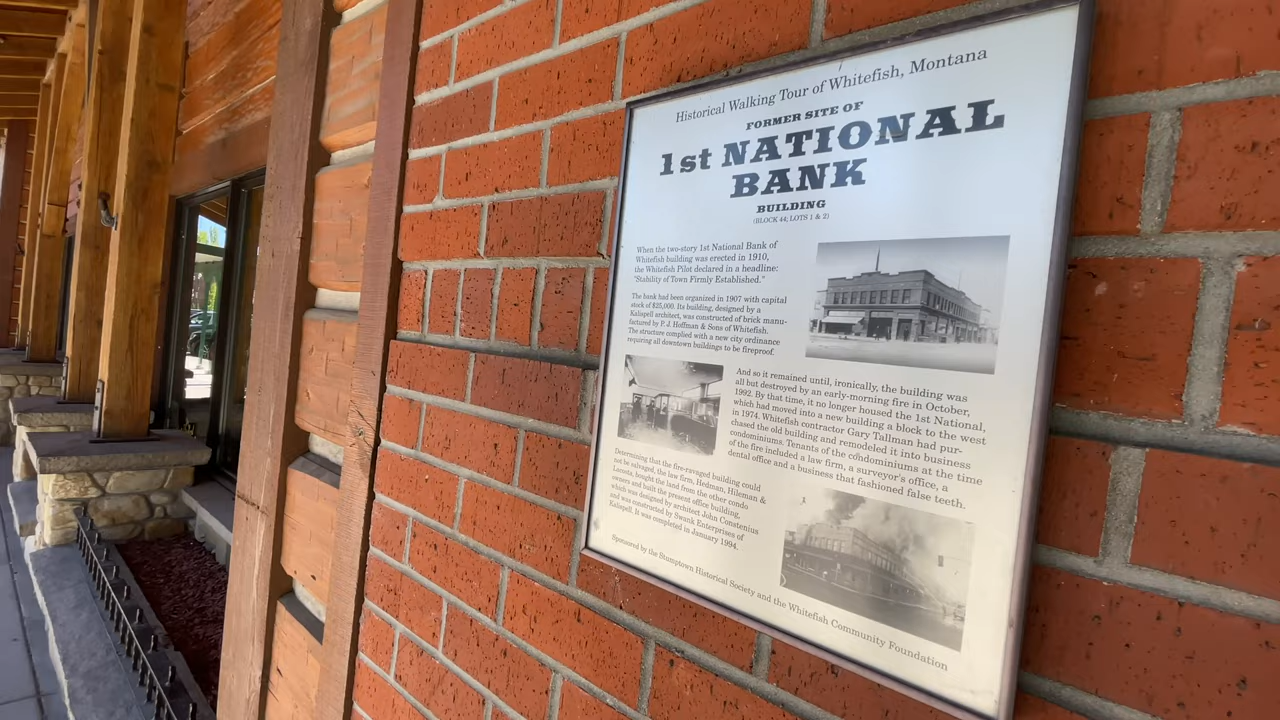 Historical Walking Tour of Whitefish, Montana
FORMER SITE OF
1st NATIONAL
BANK
BUILDING
(BLOCK 44; LOTS 1 & 2)
When the two-story 1st National Bank of
Whitefish building was erected in 1910,
the Whitefish Pilot declared in a headline:
"Stability of Town Firmly Established."
The bank had been organized in 1907 with capital
stock of $25,000. Its building, designed by a
Kalispell architect, was constructed of brick manu-
factured by P. J. Hoffman & Sons of Whitefish.
The structure complied with a new city ordinance
requiring all downtown buildings to be fireproof.
And so it remained until, ironically, the building was
all but destroyed by an early-morning fire in October,
1992. By that time, it no longer housed the 1st National,
which had moved into a new building a block to the west
in 1974. Whitefish contractor Gary Tallman had pur-
chased the old building and remodeled it into business
condominiums. Tenants of the condominiums at the time
of the fire included a law firm, a surveyor's office, a
dental office and a business that fashioned false teeth.
Determining that the fire-ravaged building could
not be salvaged, the law firm, Hedman, Hileman &
Lacosta, bought the land from the other condo
owners and built the present office building,
which was designed by architect John Constenius
and was constructed by Swank Enterprises of
Kalispell. It was completed in January 1994.
Sponsored by the Stumptown Historical Society and the Whitefish Community Foundation